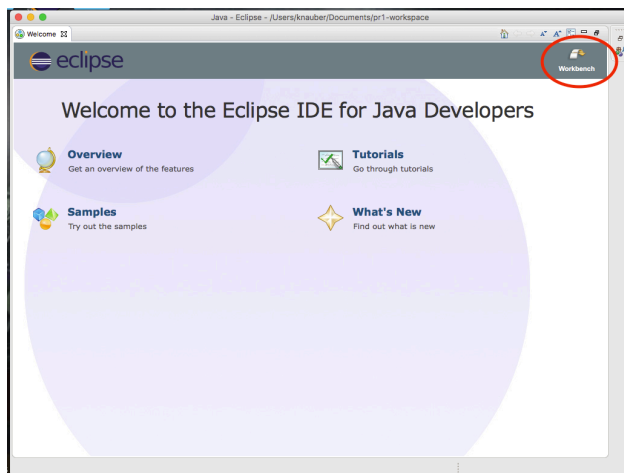 Java - Eclipse - /Users/knauber/Documents/pr1-workspace
Welcome
eclipse
Workbench
Welcome to the Eclipse IDE for Java Developers
Overview
Get an overview of the features
Tutorials
Go through tutorials
Samples
Try out the samples
What's New
Find out what is new